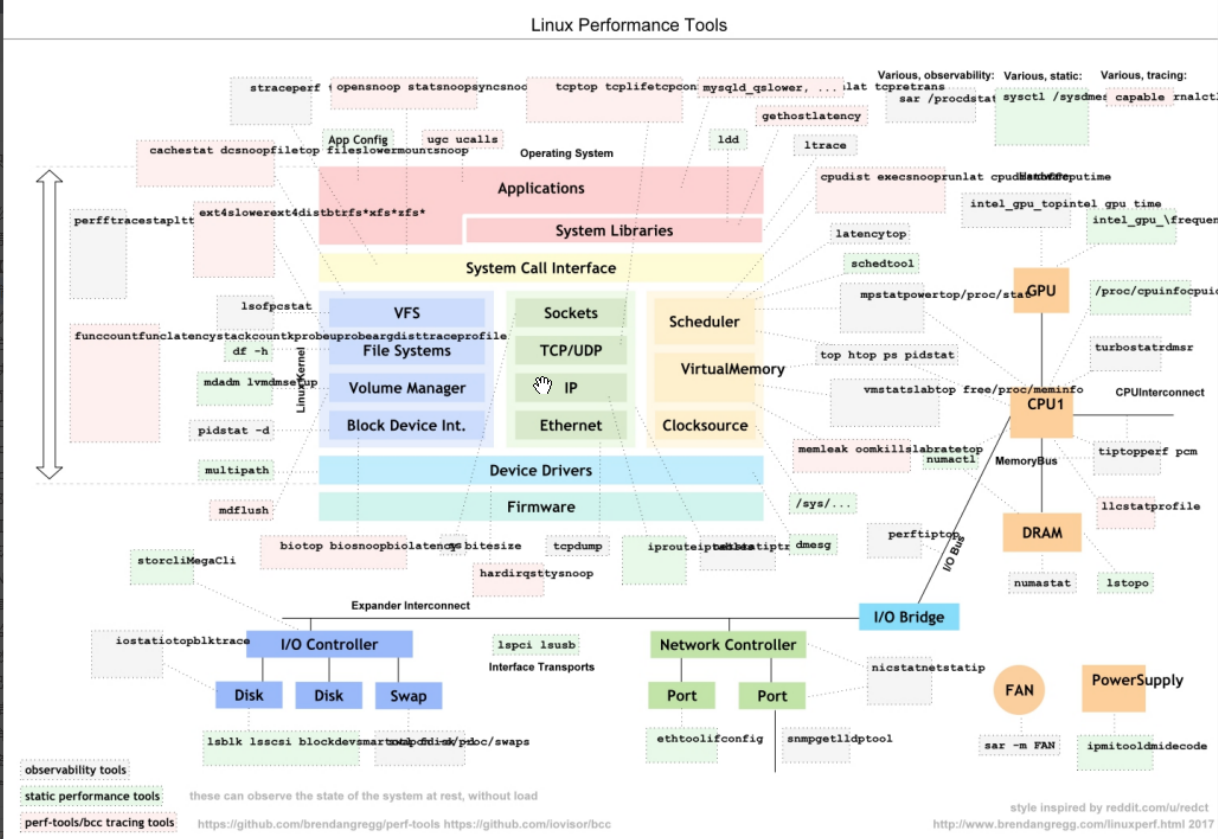 Linux Performance Tools
Various, observability:
Various, static:
Various, tracing:
straceperf
opensnoop statsnoopsyncsnoo
tcptop tcplifetcpcon
mysqld_qslower, ...
lat tcpretrans
sar /procdstat
sysctl /sysdmes
capable
rnalctl
gethostlatency
App Config
ugc ucalls
ldd
ltrace
cachestat dcsnoopfiletop fileslowermountsnoop
Operating System
Applications
cpudist execsnooprunlat
perfftracestapltt
ext4slowerext4distbtrfs*xfs*zfs*
intel_gpu_topintel gpu time
intel_gpu_\frequen
System Libraries
latencytop
System Call Interface
schedtool
GPU
lsofpcstat
VFS
Sockets
Scheduler
mpstatpowertop/proc/stat
/proc/cpuinfocpuid
funccountfunclatencystackcountkprobeuprobeargdisttraceprofile
df -h
File Systems
TCP/UDP
top htop ps pidstat
turbostatrdmsr
Linux Kernel
mdadm lvmdmsetup
Volume Manager
IP
VirtualMemory
vmstatslabtop free/proc/meminfo
CPU1
CPUInterconnect
pidstat -d
Block Device Int.
Ethernet
Clocksource
memleak oomkillslabratetop
numactl
MemoryBus
tiptopperf pcm
multipath
Device Drivers
mdflush
Firmware
/sys/...
llcstatprofile
perftiptop
DRAM
I/O Bus
biotop biosnoopbiolatency bitesize
tcpdump
dmesg
hardirqsttysnoop
storcliMegaCli
numastat
lstopo
Expander Interconnect
I/O Bridge
iostatiotopblktrace
I/O Controller
lspci lsusb
Interface Transports
Network Controller
nicstatnetstatip
Disk
Disk
Swap
Port
Port
FAN
PowerSupply
lsblk lsscsi blockdevsmar
/proc/swaps
ethtoolifconfig
snmpgetlldptool
sar -m FAN
ipmitooldmidecode
observability tools
static performance tools
these can observe the state of the system at rest, without load
perf-tools/bcc tracing tools
https://github.com/brendangregg/perf-tools https://github.com/iovisor/bcc
style inspired by reddit.com/u/redct
http://www.brendangregg.com/linuxperf.html 2017